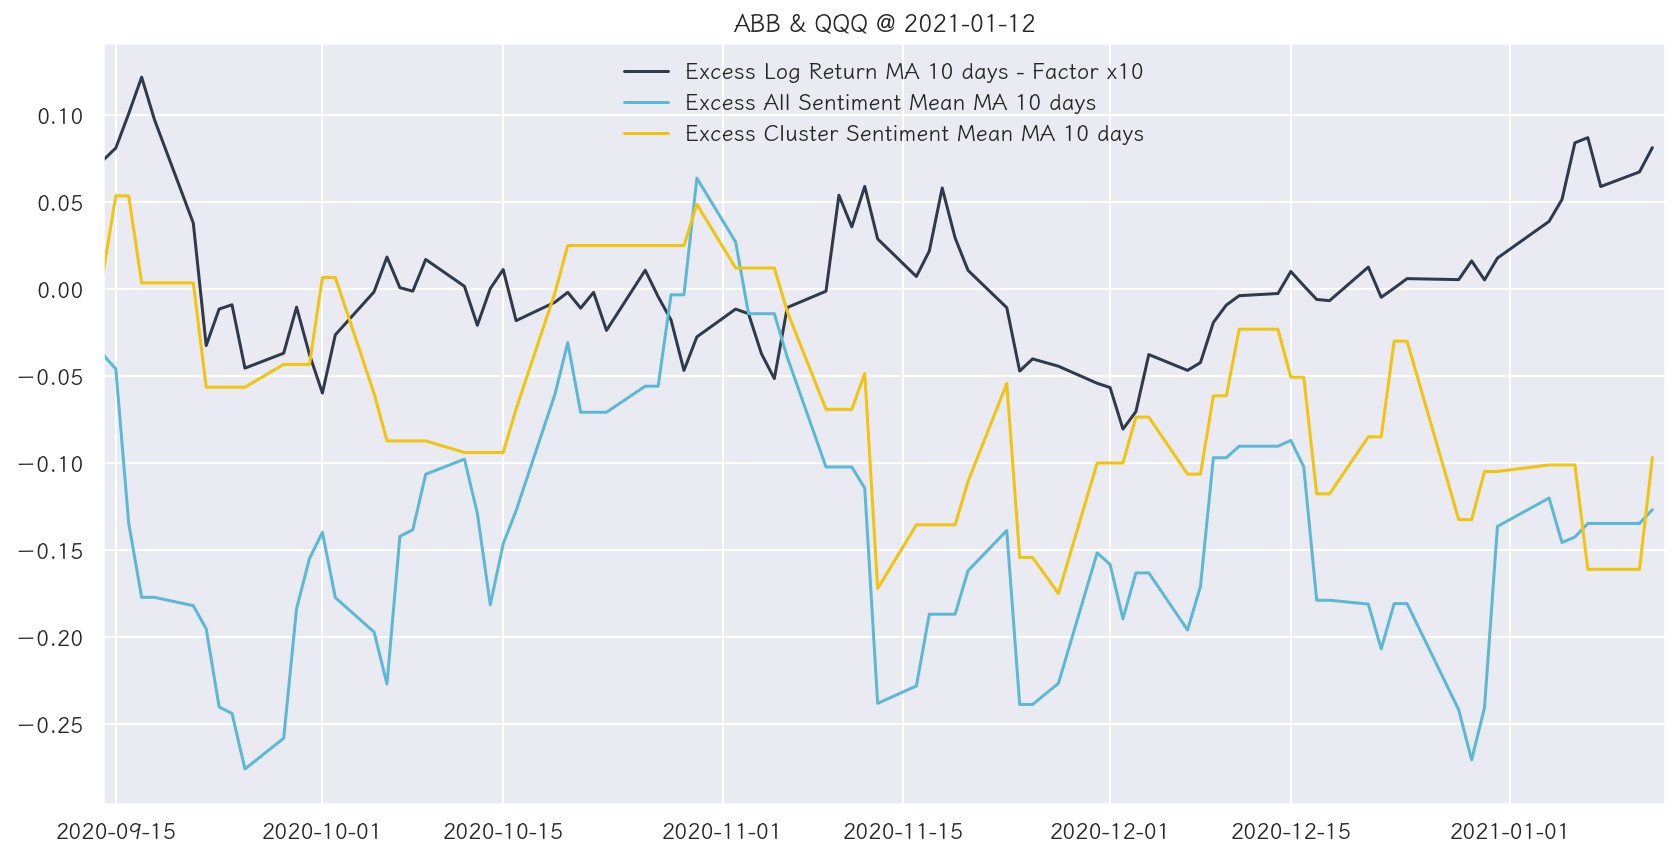 ABB & QQQ @ 2021-01-12
Excess Log Return MA 10 days - Factor x10
Excess All Sentiment Mean MA 10 days
Excess Cluster Sentiment Mean MA 10 days
0.10
0.05
0.00
−0.05
−0.10
−0.15
−0.20
−0.25
2020-09-15 2020-10-01 2020-10-15 2020-11-01 2020-11-15 2020-12-01 2020-12-15 2021-01-01